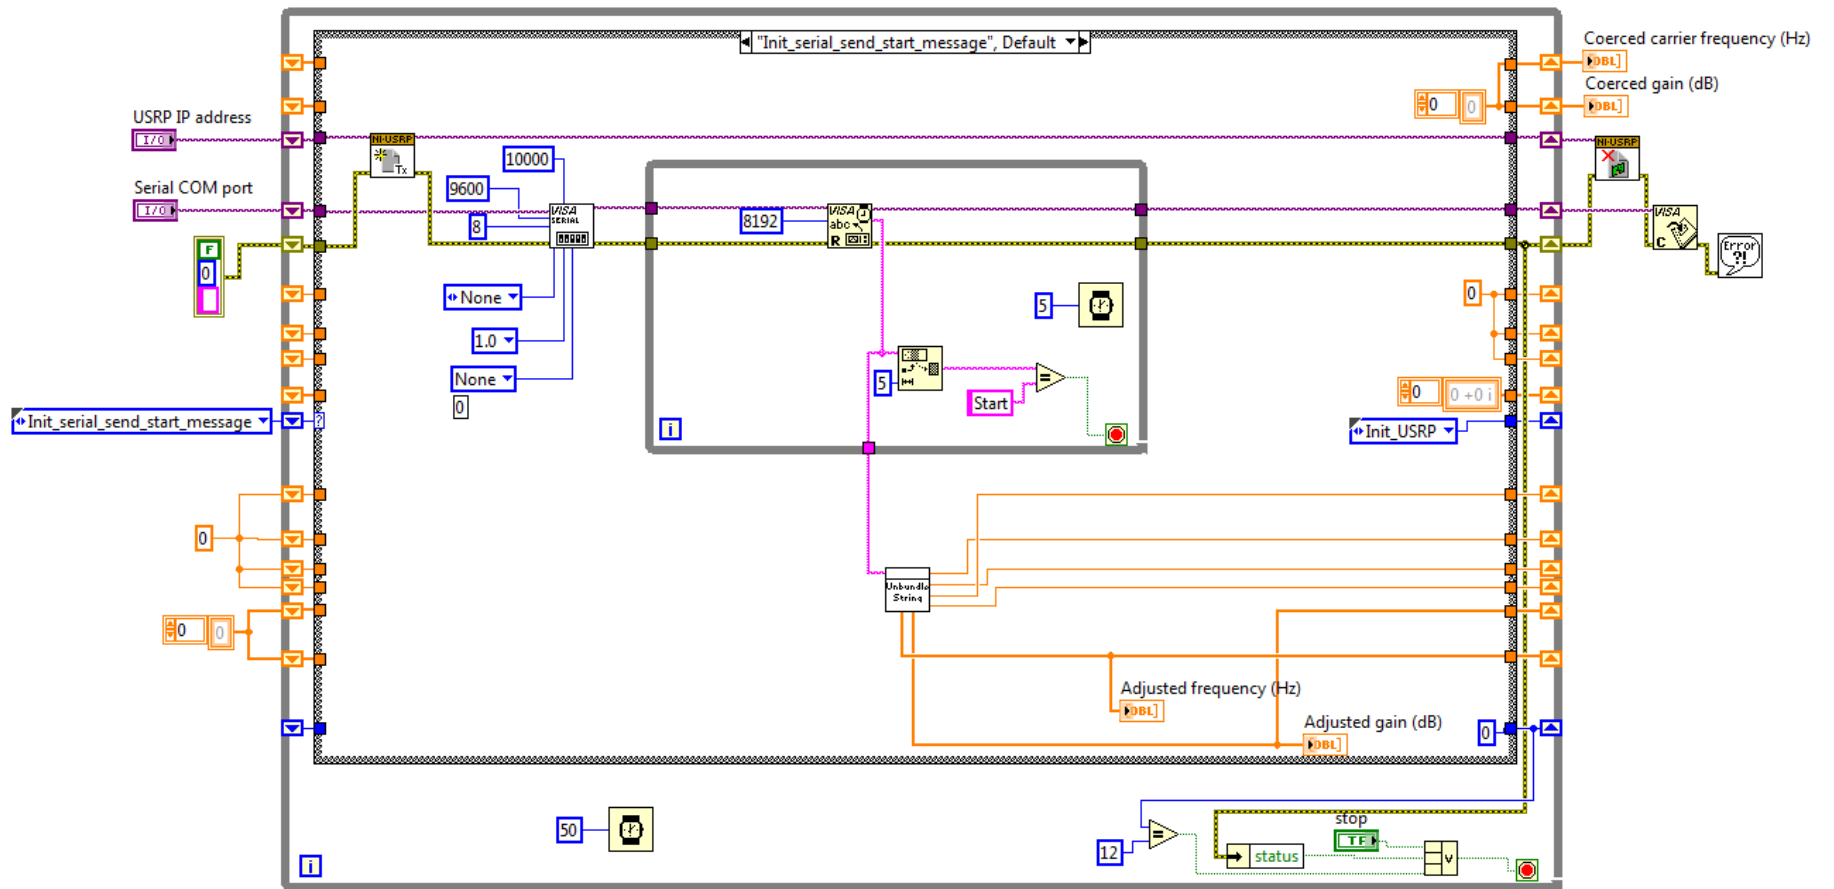 "Init_serial_send_start_message", Default
Coerced carrier frequency (Hz)
DBL]
Coerced gain (dB)
0
0
DBL]
USRP IP address
I/O
NI-USRP
Tx
NI-USRP
10000
Serial COM port
9600
I/O
VISA
SERIAL
8
8192
VISA
abc
R
VISA
C
F
0
Error
?!
None
5
0
1.0
None
5
0
Start
0
0 +0 i
Init_serial_send_start_message
?
i
Init_USRP
0
Unbundle
String
0
0
Adjusted frequency (Hz)
DBL]
Adjusted gain (dB)
DBL]
0
50
stop
TF
=
=
12
status
v
i